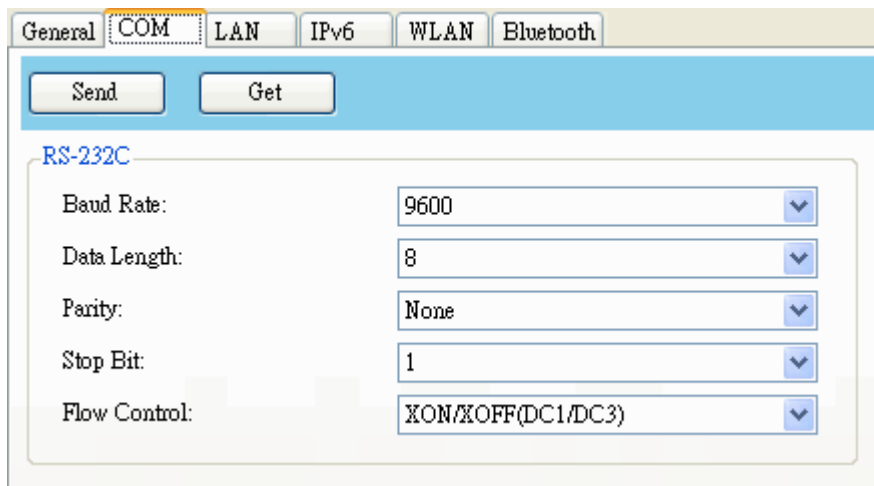 General COM LAN IPv6 WLAN Bluetooth
Send Get
RS-232C
Baud Rate: 9600
Data Length: 8
Parity: None
Stop Bit: 1
Flow Control: XON/XOFF(DC1/DC3)